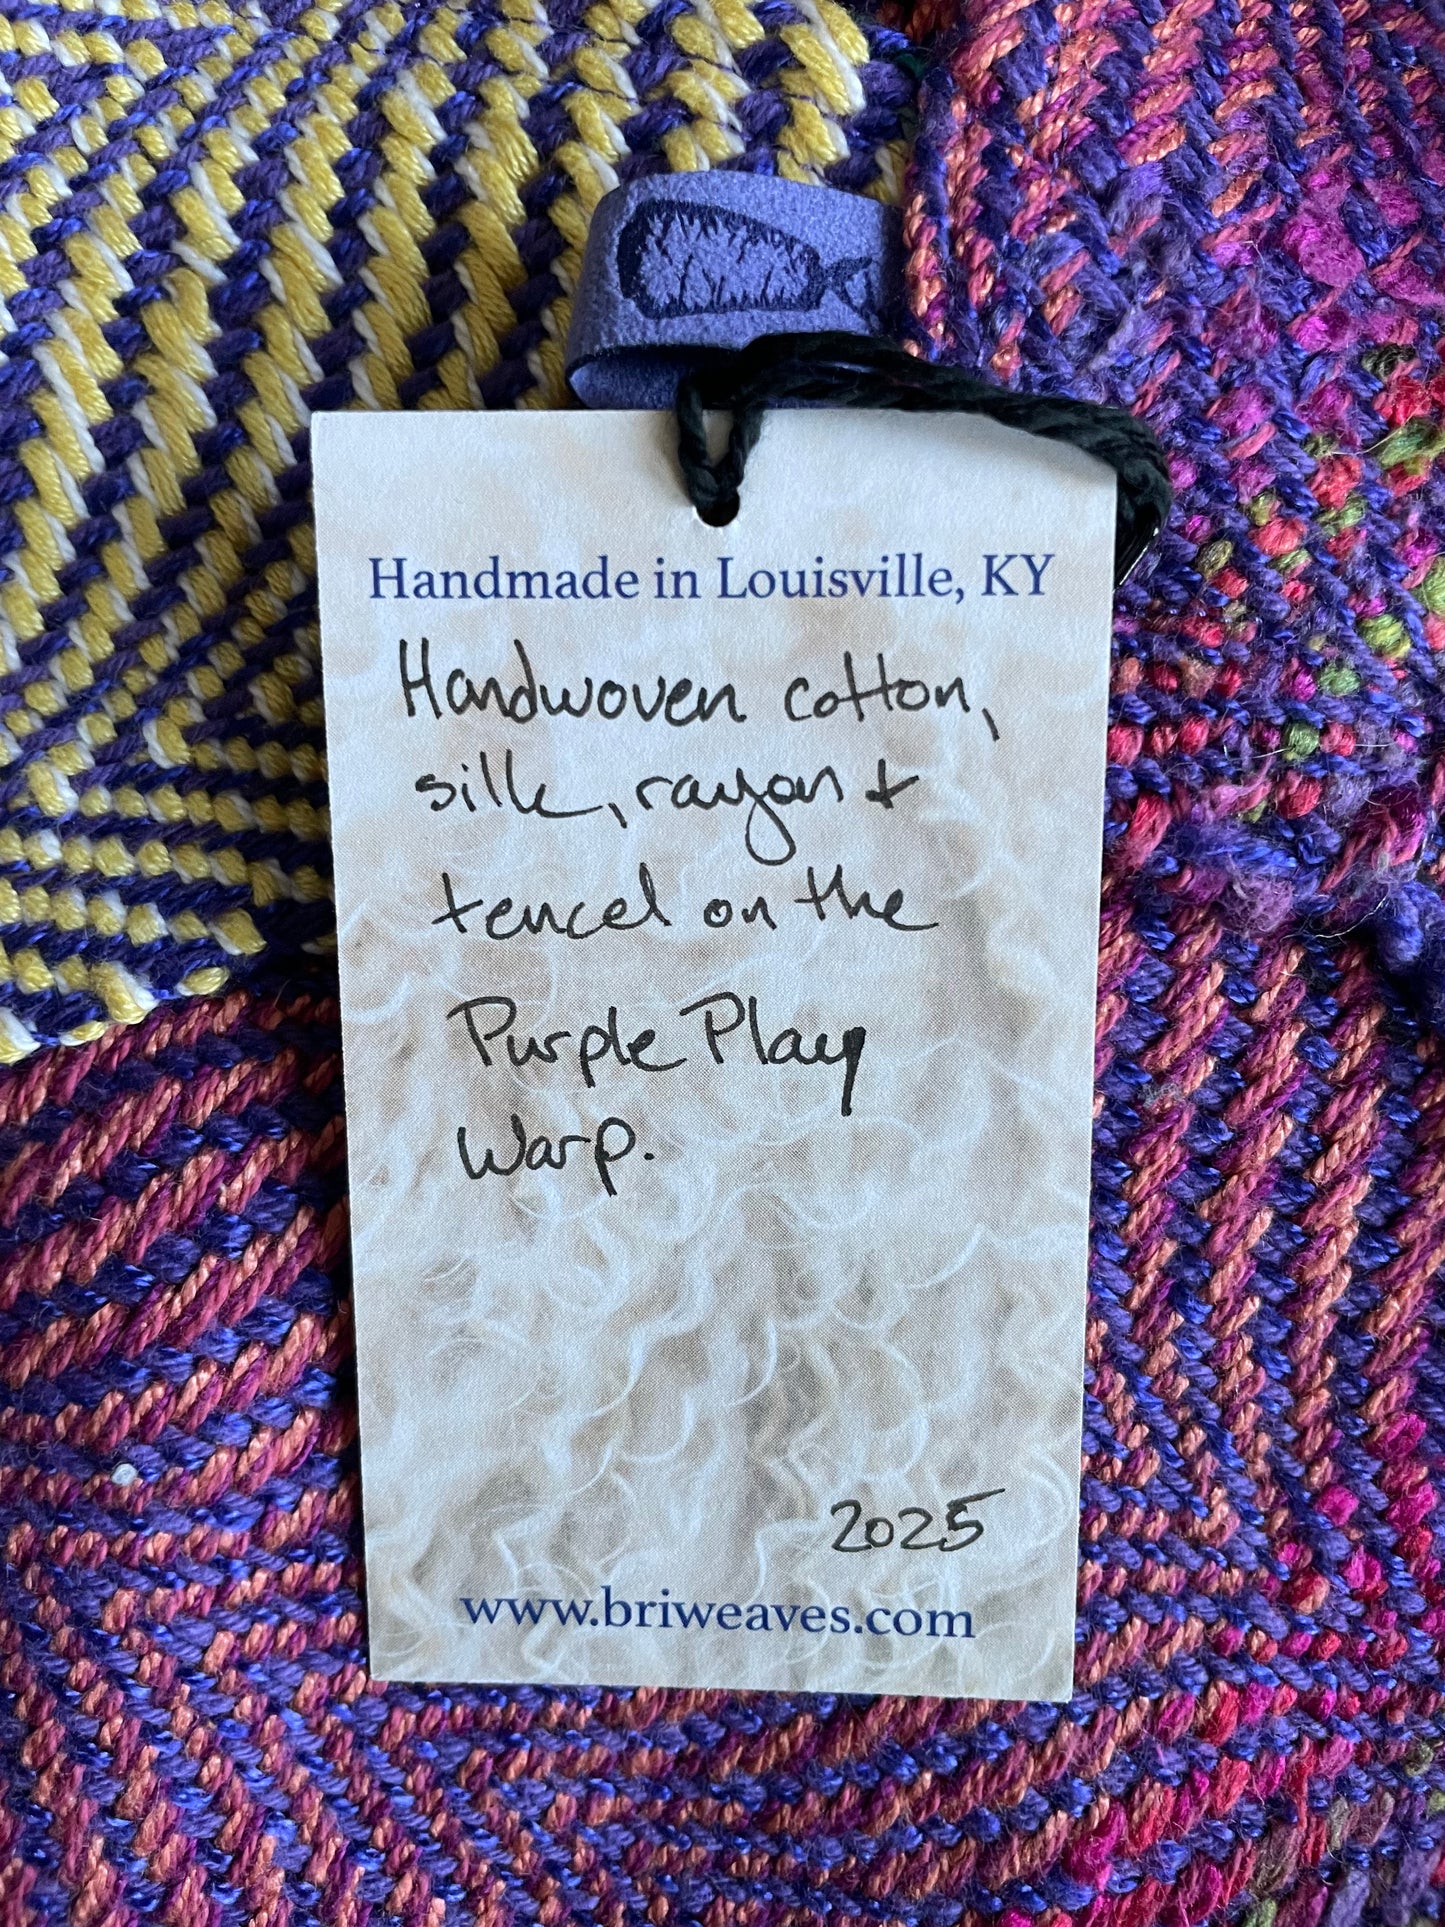 Handmade in Louisville, KY
Handwoven cotton,
silk, rayon +
tencel on the
Purple Play
Warp.
2025
www.briweaves.com